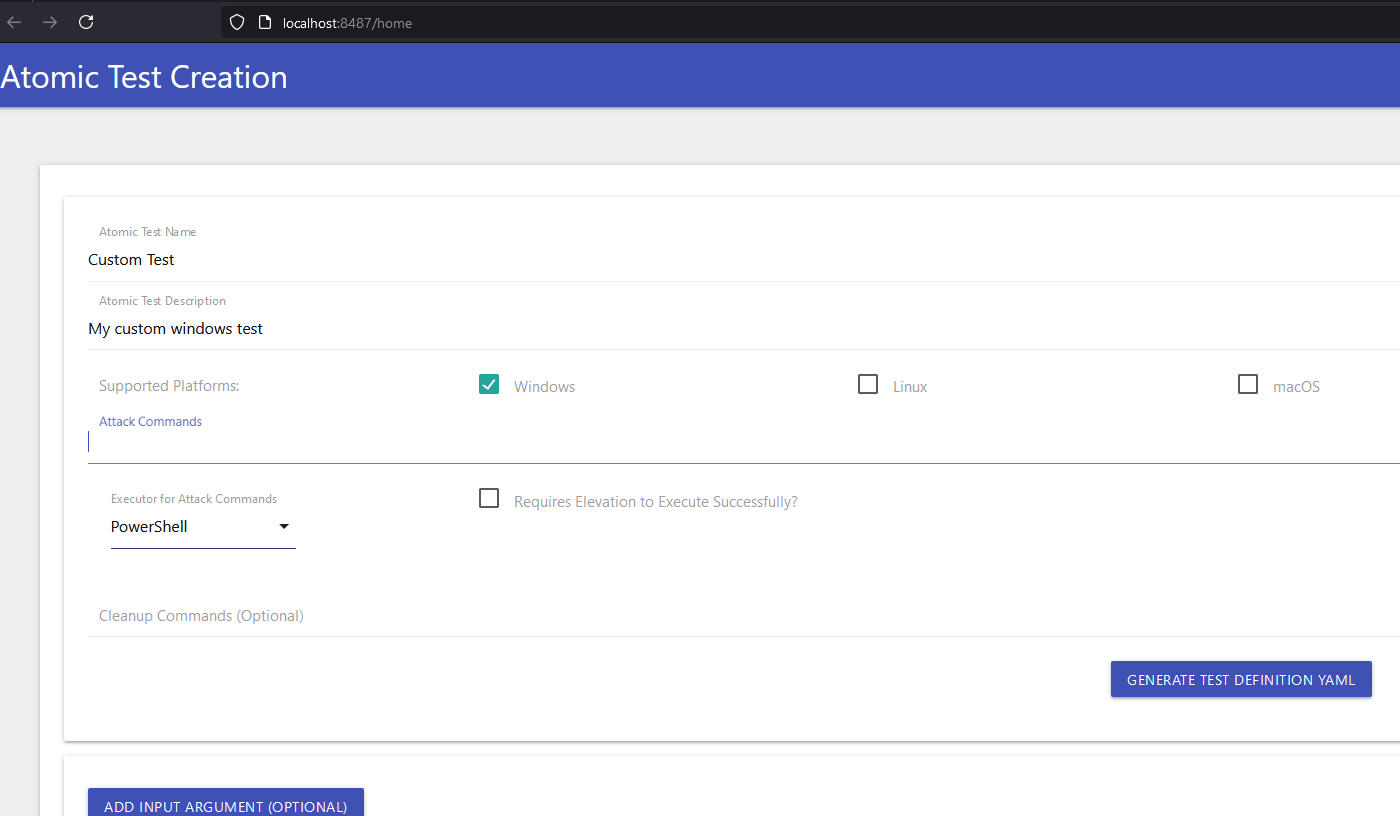 localhost:8487/home
Atomic Test Creation
Atomic Test Name
Custom Test
Atomic Test Description
My custom windows test
Supported Platforms: Windows Linux macOS
Attack Commands
Executor for Attack Commands
PowerShell
Requires Elevation to Execute Successfully?
Cleanup Commands (Optional)
GENERATE TEST DEFINITION YAML
ADD INPUT ARGUMENT (OPTIONAL)